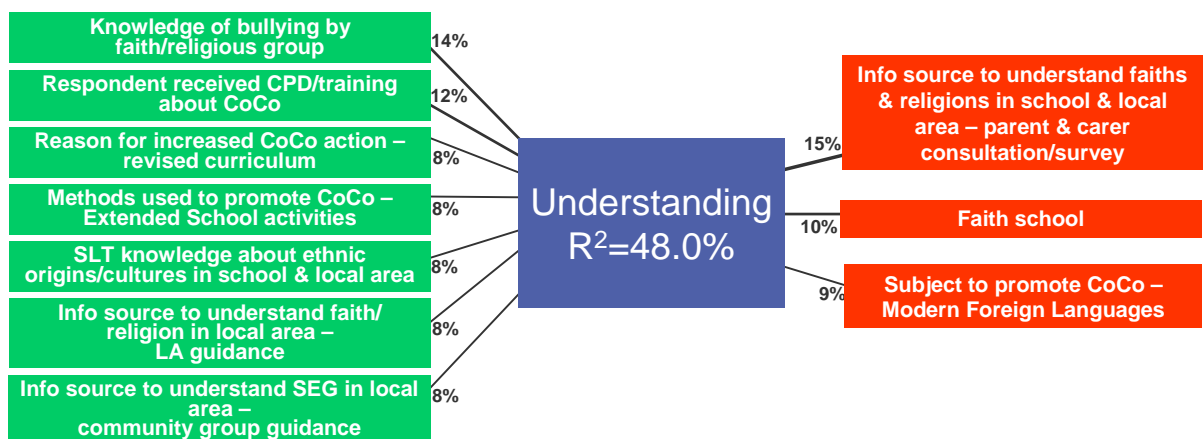 Knowledge of bullying by
faith/religious group
14%
Respondent received CPD/training
about CoCo
12%
Reason for increased CoCo action –
revised curriculum
8%
Methods used to promote CoCo –
Extended School activities
8%
SLT knowledge about ethnic
origins/cultures in school & local area
8%
Info source to understand faith/
religion in local area –
LA guidance
8%
Info source to understand SEG in local
area –
community group guidance
8%
Understanding
R²=48.0%
15%
Info source to understand faiths
& religions in school & local
area – parent & carer
consultation/survey
10%
Faith school
9%
Subject to promote CoCo –
Modern Foreign Languages